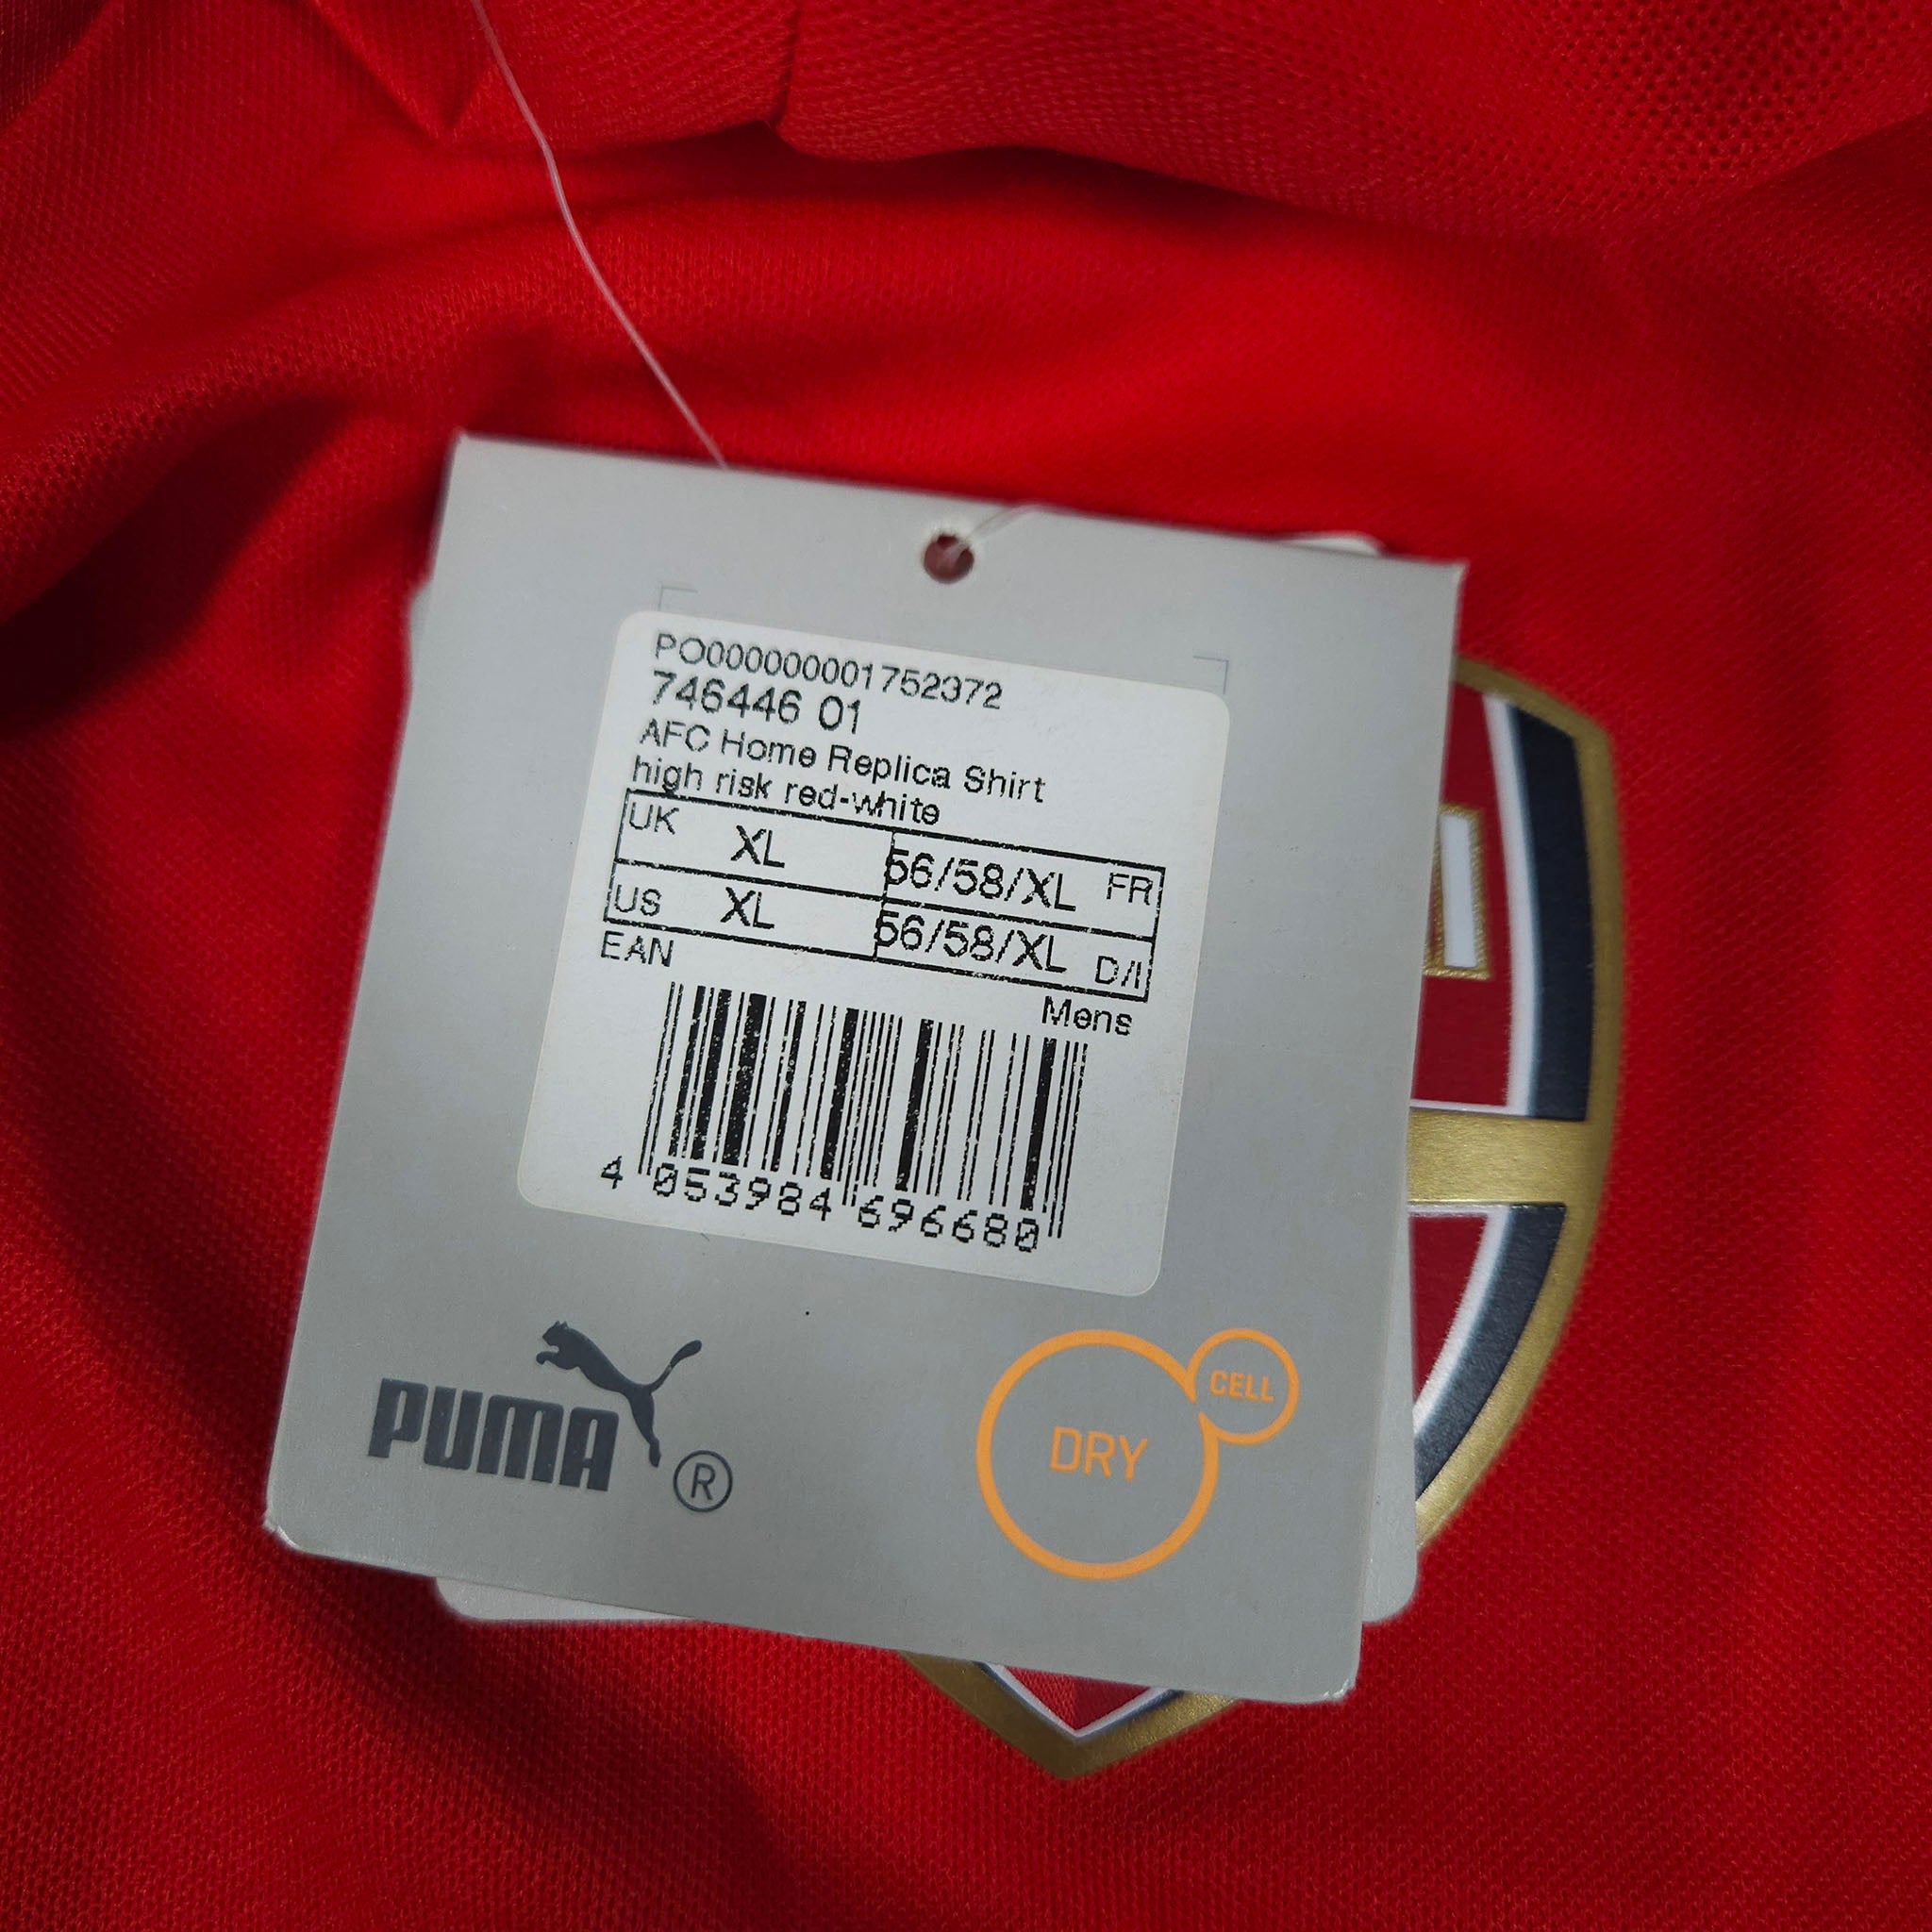 PO000000001752372
746446 01
AFC Home Replica Shirt
high risk red-white
UK XL 56/58/XL FR
US XL 56/58/XL D/I
EAN
Mens
4 053984 696680
PUMA ®
DRY CELL